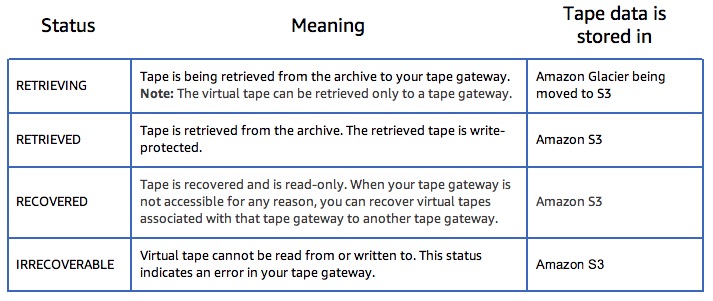 Status Meaning Tape data is
stored in
RETRIEVING Tape is being retrieved from the archive to your tape gateway. Amazon Glacier being
Note: The virtual tape can be retrieved only to a tape gateway. moved to S3
RETRIEVED Tape is retrieved from the archive. The retrieved tape is write-
protected. Amazon S3
RECOVERED Tape is recovered and is read-only. When your tape gateway is
not accessible for any reason, you can recover virtual tapes Amazon S3
associated with that tape gateway to another tape gateway.
IRRECOVERABLE Virtual tape cannot be read from or written to. This status
indicates an error in your tape gateway. Amazon S3